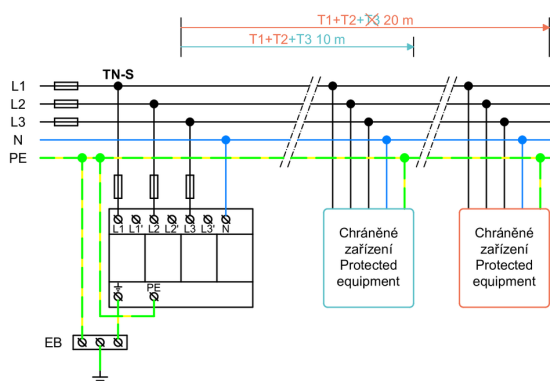 T1+T2+T3 20 m
T1+T2+T3 10 m
TN-S
L1
L2
L3
N
PE
L1 L1' L2 L2' L3 L3' N
PE
Chráněné
zařízení
Protected
equipment
Chráněné
zařízení
Protected
equipment
EB